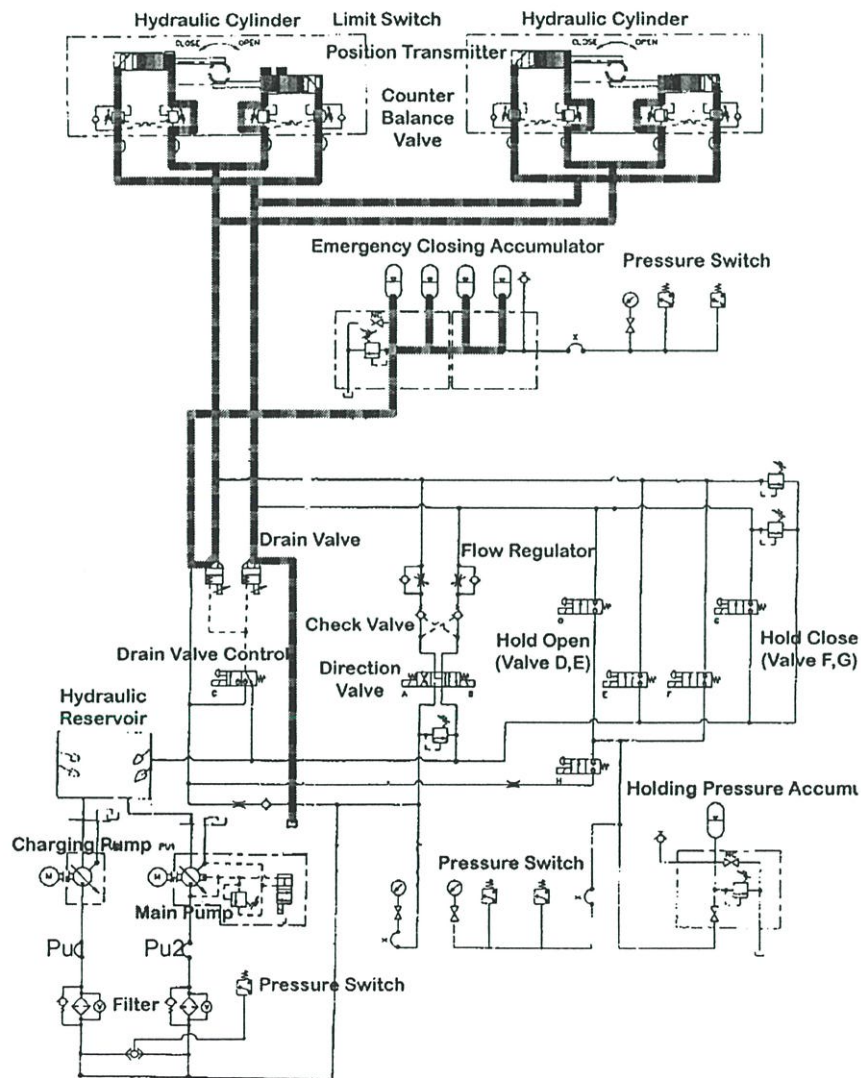 Hydraulic Cylinder
Limit Switch
Hydraulic Cylinder
CLOSE
OPEN
CLOSE
OPEN
Position Transmitter
Counter
Balance
Valve
Emergency Closing Accumulator
Pressure Switch
X
Drain Valve
Flow Regulator
Check Valve
Hold Open
(Valve D,E)
Hold Close
(Valve F,G)
D
G
Drain Valve Control
Direction
Valve
C
A
B
E
F
Hydraulic
Reservoir
H
Holding Pressure Accumu
Charging Pump
PV1
M
M
Main Pump
Pressure Switch
X
X
Pu
Pu2
Pressure Switch
Filter